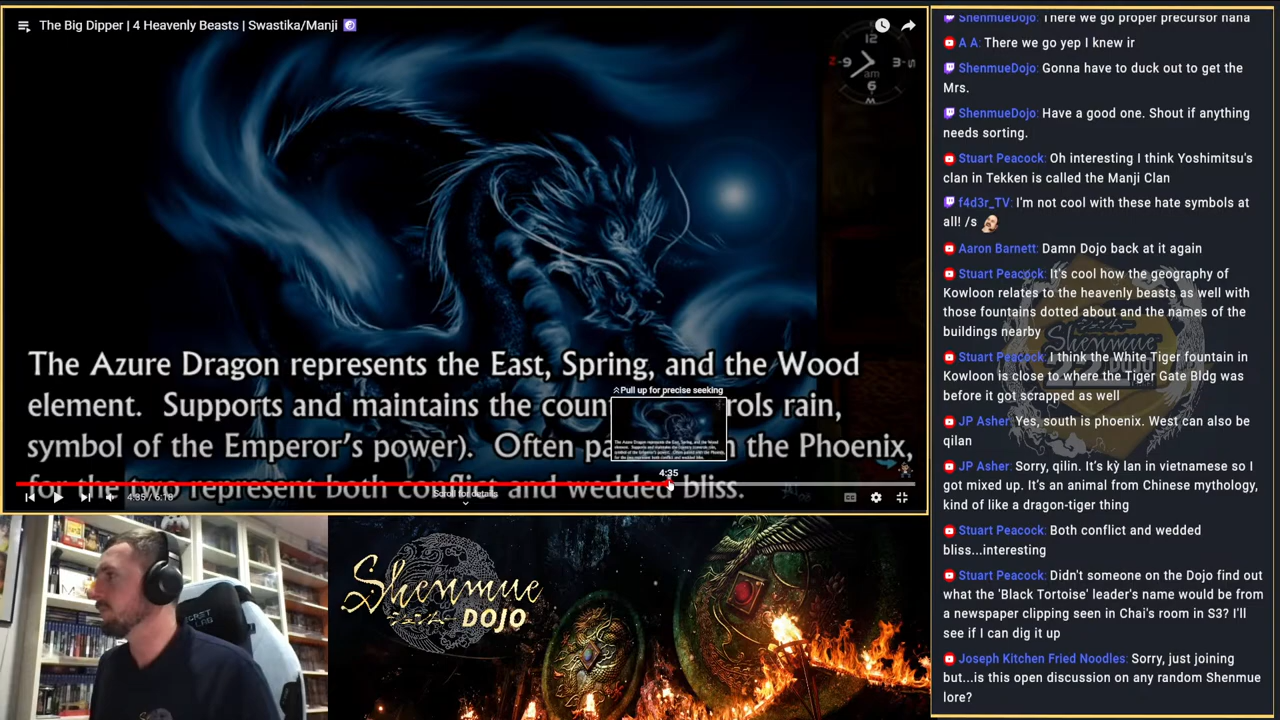 The Big Dipper | 4 Heavenly Beasts | Swastika/Manji
12
9
3
am
6
The Azure Dragon represents the East, Spring, and the Wood
element. Supports and maintains the coun rols rain,
symbol of the Emperor's power). Often pa the Phoenix,
for the two represent both conflict and wedded bliss.
Pull up for precise seeking
4:35
4:35 / 6:18
Scroll for details
Shenmue
DOJO
ShenmueDojo: There we go proper precursor haha
A A: There we go yep I knew ir
ShenmueDojo: Gonna have to duck out to get the
Mrs.
ShenmueDojo: Have a good one. Shout if anything
needs sorting.
Stuart Peacock: Oh interesting I think Yoshimitsu's
clan in Tekken is called the Manji Clan
f4d3r_TV: I'm not cool with these hate symbols at
all! /s
Aaron Barnett: Damn Dojo back at it again
Stuart Peacock: It's cool how the geography of
Kowloon relates to the heavenly beasts as well with
those fountains dotted about and the names of the
buildings nearby
Stuart Peacock: I think the White Tiger fountain in
Kowloon is close to where the Tiger Gate Bldg was
before it got scrapped as well
JP Asher: Yes, south is phoenix. West can also be
qilan
JP Asher: Sorry, qilin. It's kỳ lan in vietnamese so I
got mixed up. It's an animal from Chinese mythology,
kind of like a dragon-tiger thing
Stuart Peacock: Both conflict and wedded
bliss...interesting
Stuart Peacock: Didn't someone on the Dojo find out
what the 'Black Tortoise' leader's name would be from
a newspaper clipping seen in Chai's room in S3? I'll
see if I can dig it up
Joseph Kitchen Fried Noodles: Sorry, just joining
but...is this open discussion on any random Shenmue
lore?